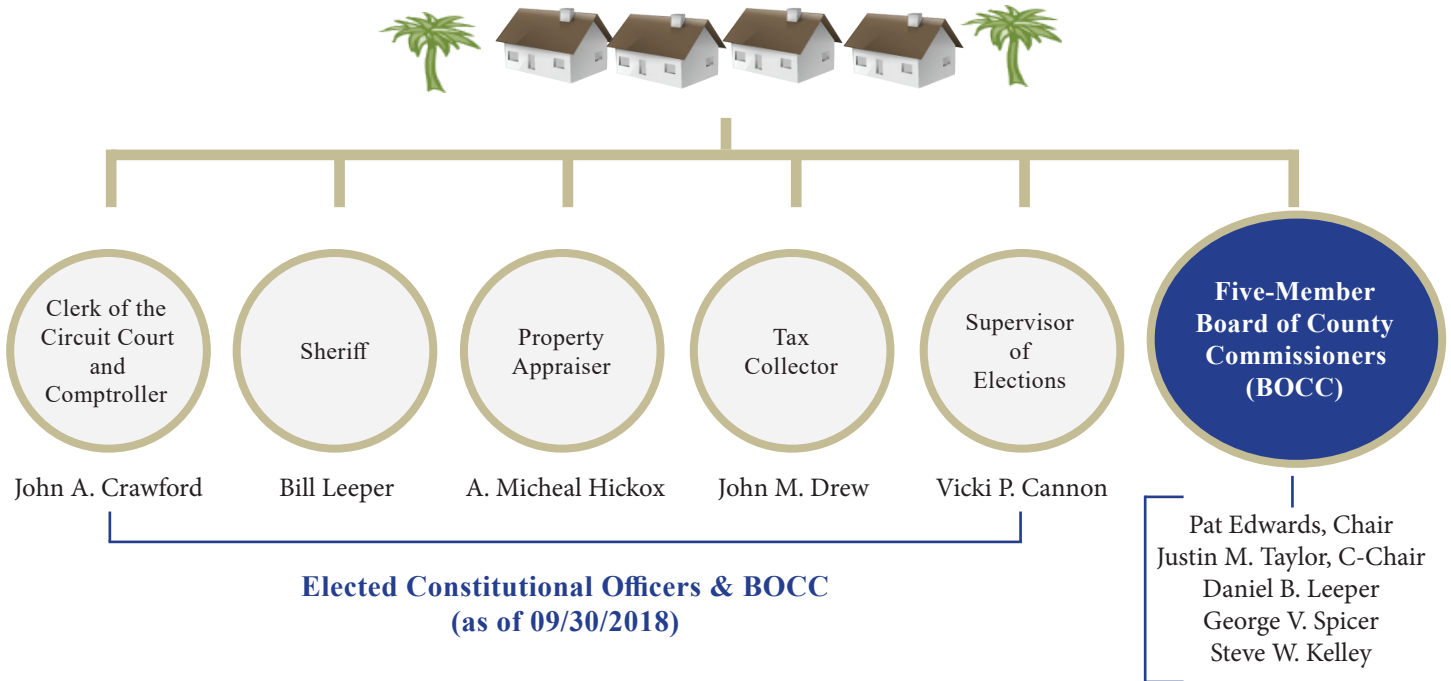 Clerk of the
Circuit Court
and
Comptroller
Sheriff
Property
Appraiser
Tax
Collector
Supervisor
of
Elections
Five-Member
Board of County
Commissioners
(BOCC)
John A. Crawford
Bill Leeper
A. Micheal Hickox
John M. Drew
Vicki P. Cannon
Pat Edwards, Chair
Justin M. Taylor, C-Chair
Daniel B. Leeper
George V. Spicer
Steve W. Kelley
Elected Constitutional Officers & BOCC
(as of 09/30/2018)